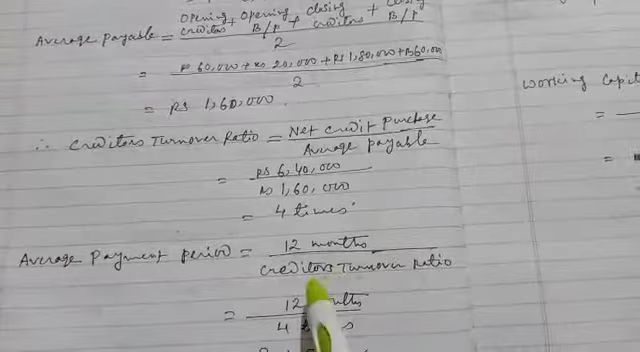 Opening creditors + Opening B/P + closing creditors + closing B/P
Average payable =
2
= Rs 60,000 + Rs 20,000 + Rs 1,80,000 + Rs 60,000
2
= Rs 1,60,000.
∴ Creditors Turnover Ratio = Net credit purchase
Average payable
= Rs 6,40,000
Rs 1,60,000
= 4 times
Average payment period = 12 months
Creditors Turnover Ratio
= 12
4
working
=
=